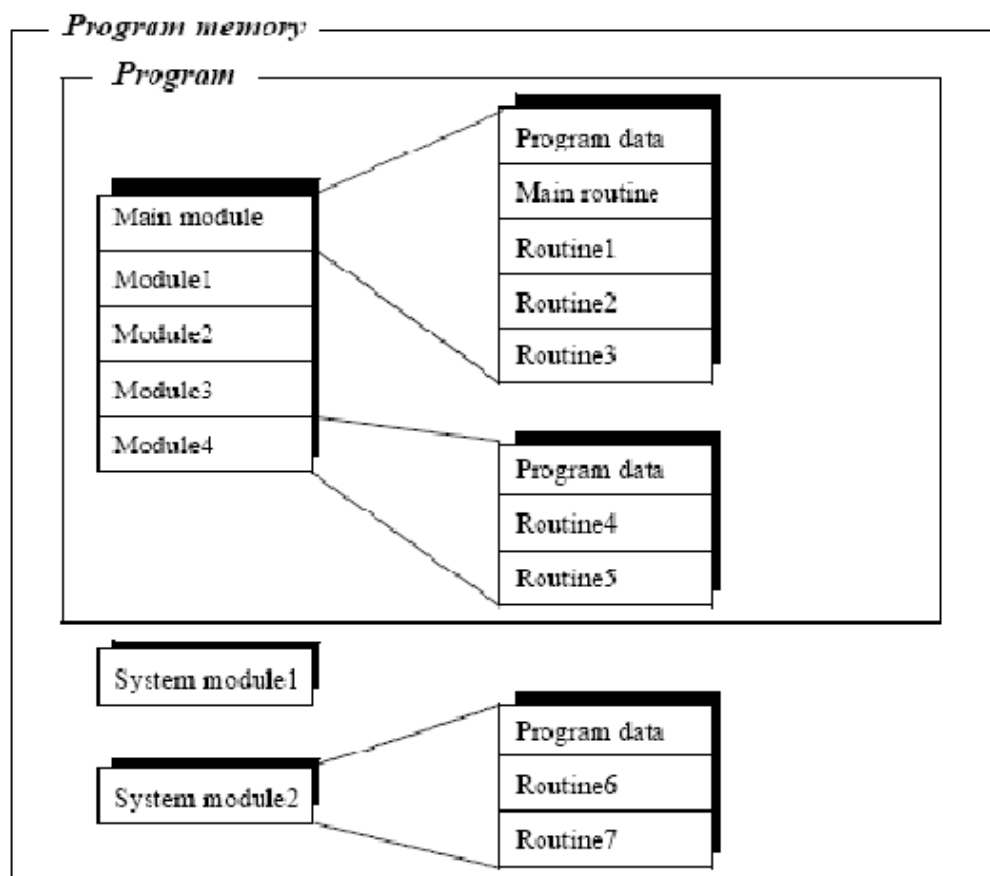 Program memory
Program
Main module
Module1
Module2
Module3
Module4
Program data
Main routine
Routine1
Routine2
Routine3
Program data
Routine4
Routine5
System module1
System module2
Program data
Routine6
Routine7